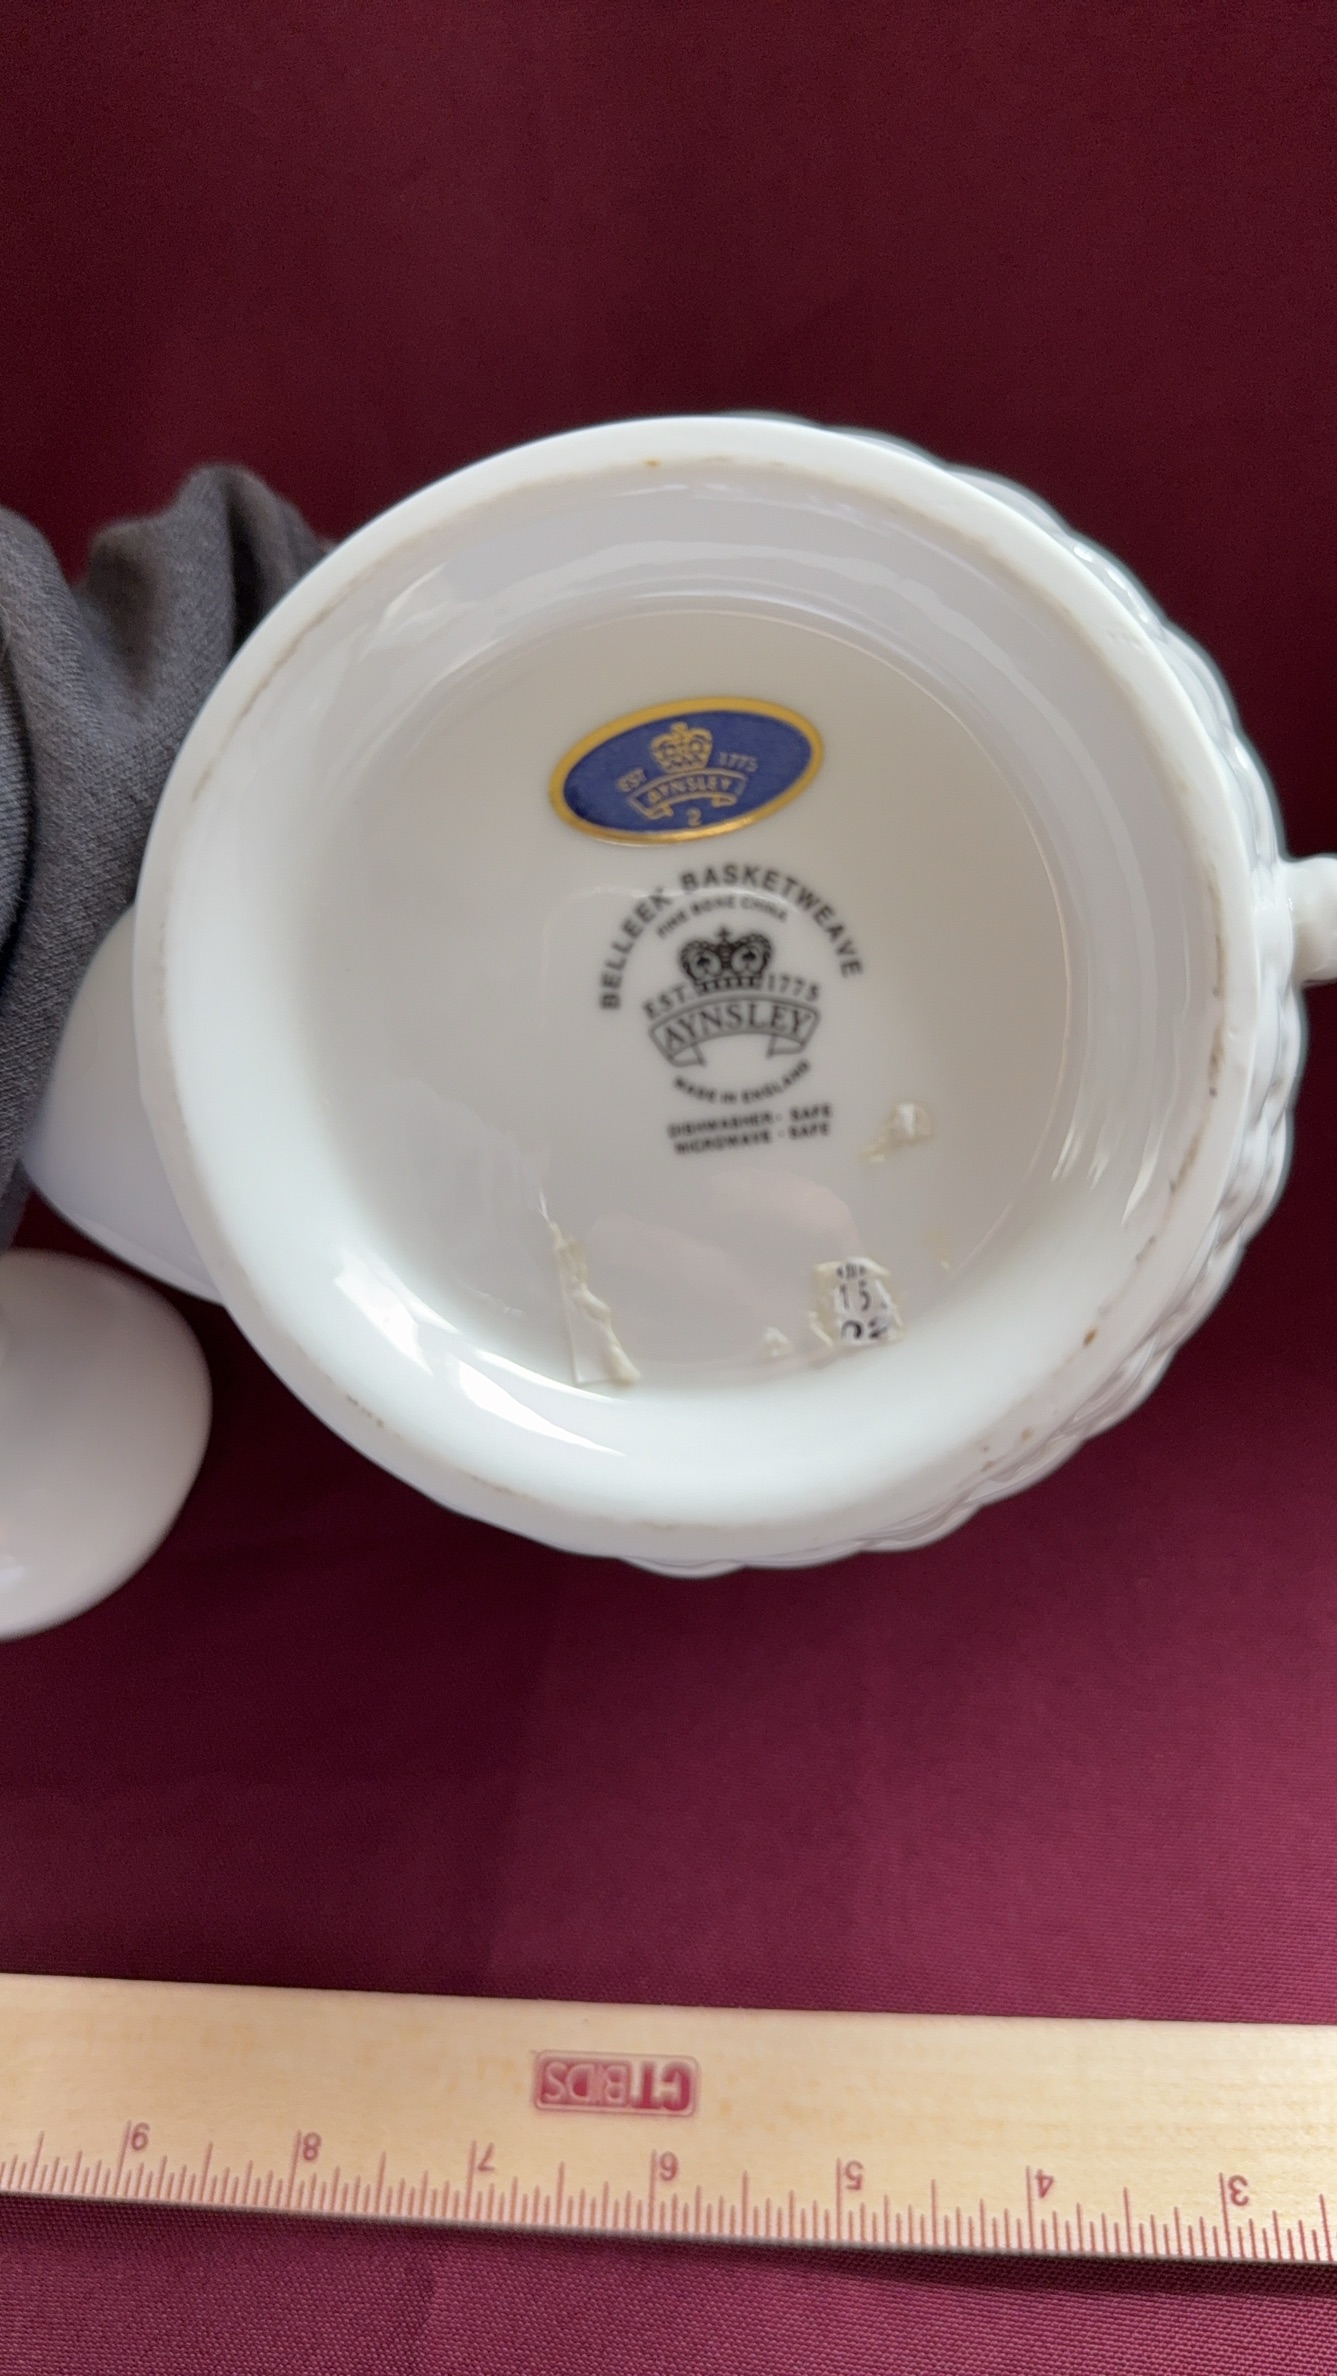 EST 1775
AYNSLEY
2
BELLEEK BASKETWEAVE
FINE BONE CHINA
EST. 1775
AYNSLEY
MADE IN ENGLAND
DISHWASHER - SAFE
MICROWAVE - SAFE
15.
CTBIDS
9 8 7 6 5 4 3